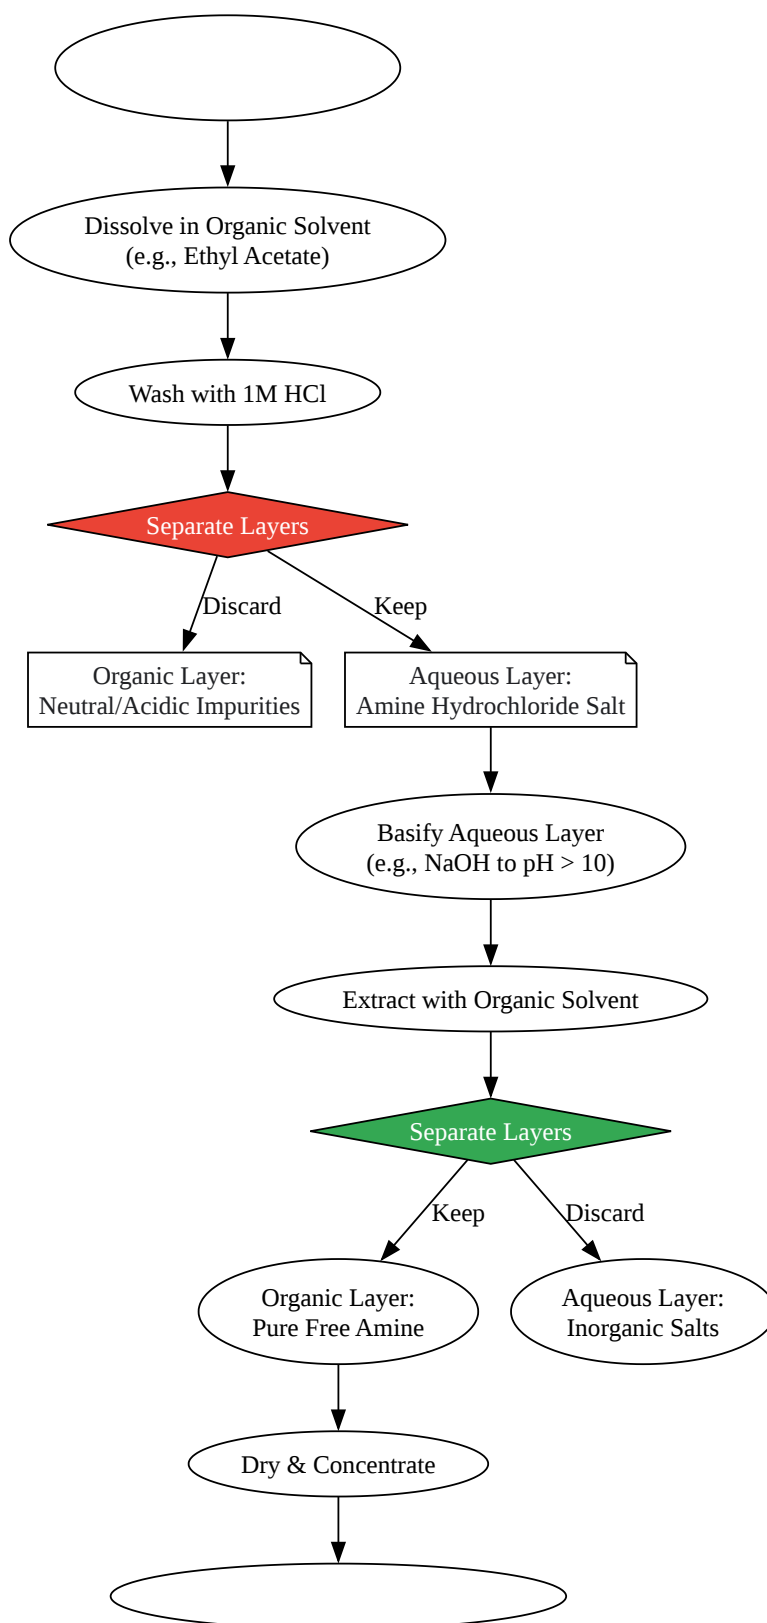 Dissolve in Organic Solvent
(e.g., Ethyl Acetate)
Wash with 1M HCl
Separate Layers
Discard
Keep
Organic Layer:
Neutral/Acidic Impurities
Aqueous Layer:
Amine Hydrochloride Salt
Basify Aqueous Layer
(e.g., NaOH to pH > 10)
Extract with Organic Solvent
Separate Layers
Keep
Discard
Organic Layer:
Pure Free Amine
Aqueous Layer:
Inorganic Salts
Dry & Concentrate